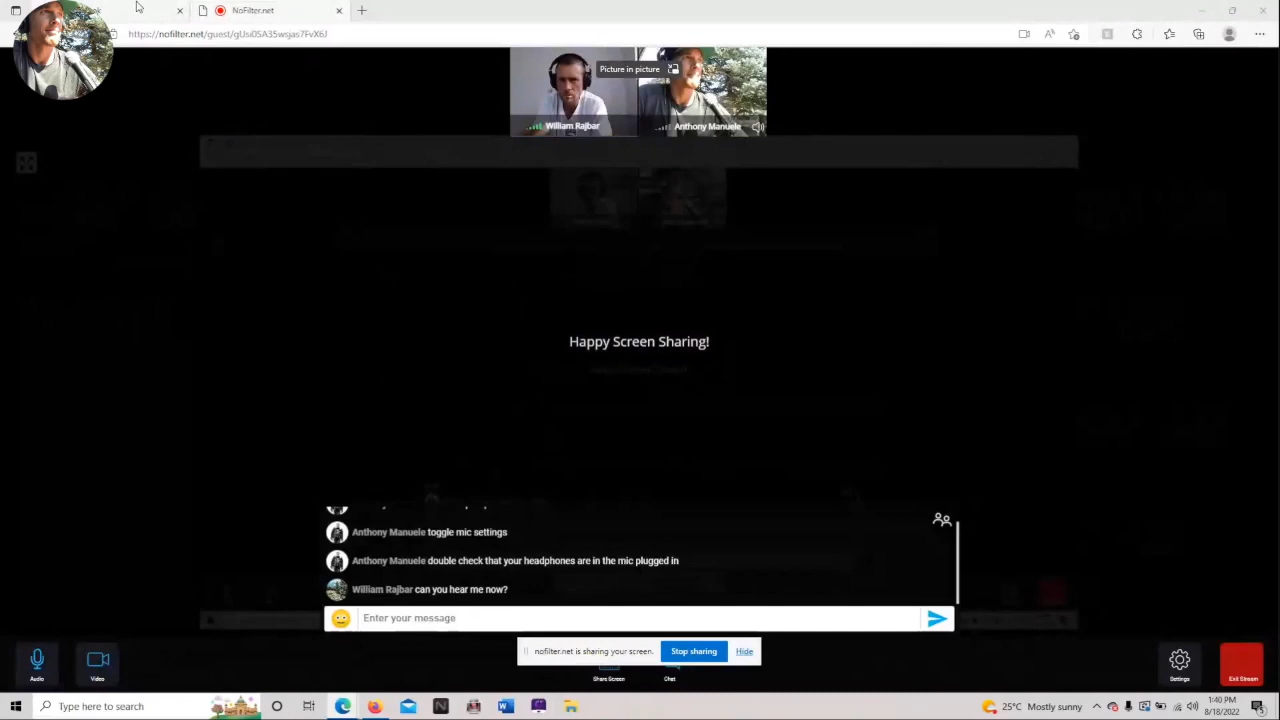 NoFilter.net
https://nofilter.net/guest/
Picture in picture
William Rajbar
Anthony Manuele
Happy Screen Sharing!
Anthony Manuele toggle mic settings
Anthony Manuele double check that your headphones are in the mic plugged in
William Rajbar can you hear me now?
Enter your message
nofilter.net is sharing your screen.
Stop sharing
Hide
Audio
Video
Share Screen
Chat
Settings
Exit Stream
Type here to search
25°C Mostly sunny
1:40 PM
8/18/2022